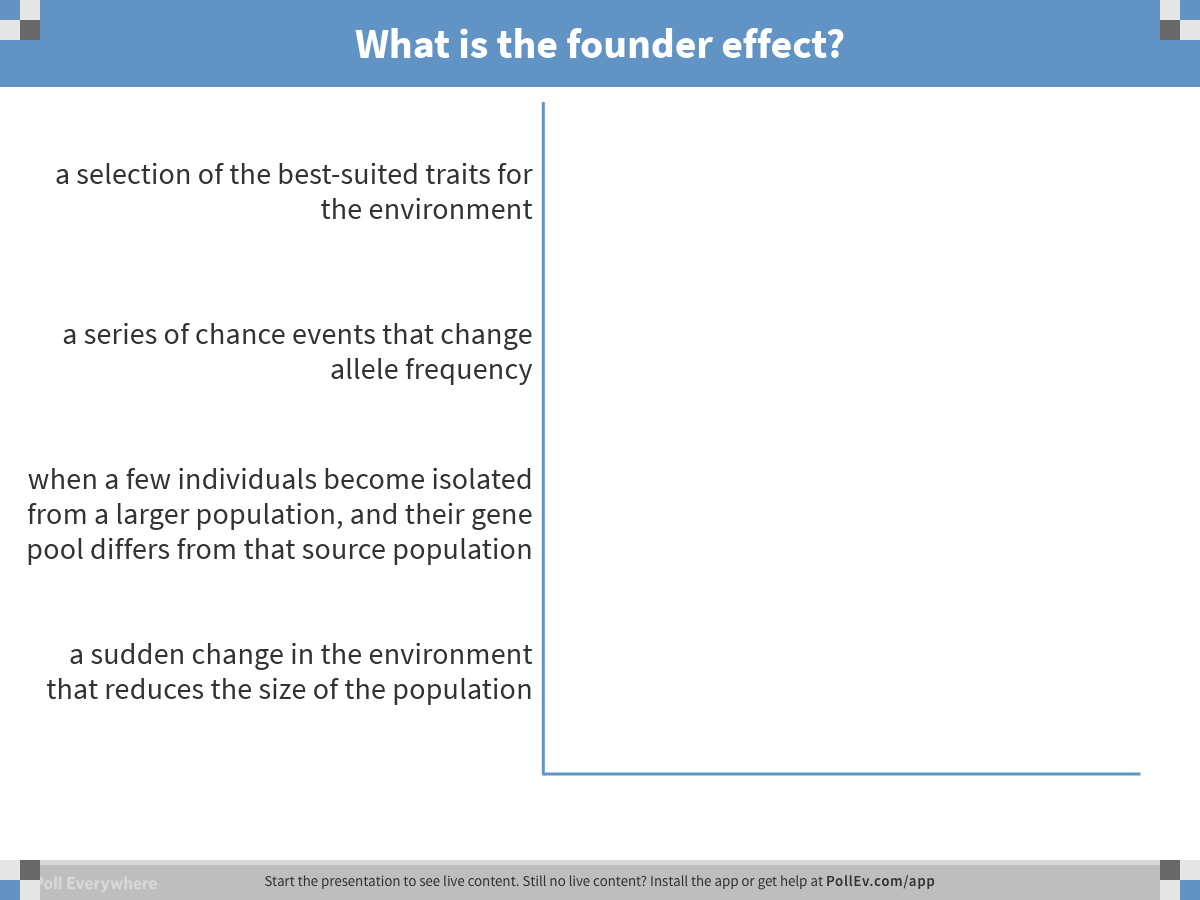 What is the founder effect?
a selection of the best-suited traits for
the environment
a series of chance events that change
allele frequency
when a few individuals become isolated
from a larger population, and their gene
pool differs from that source population
a sudden change in the environment
that reduces the size of the population
Poll Everywhere
Start the presentation to see live content. Still no live content? Install the app or get help at PollEv.com/app